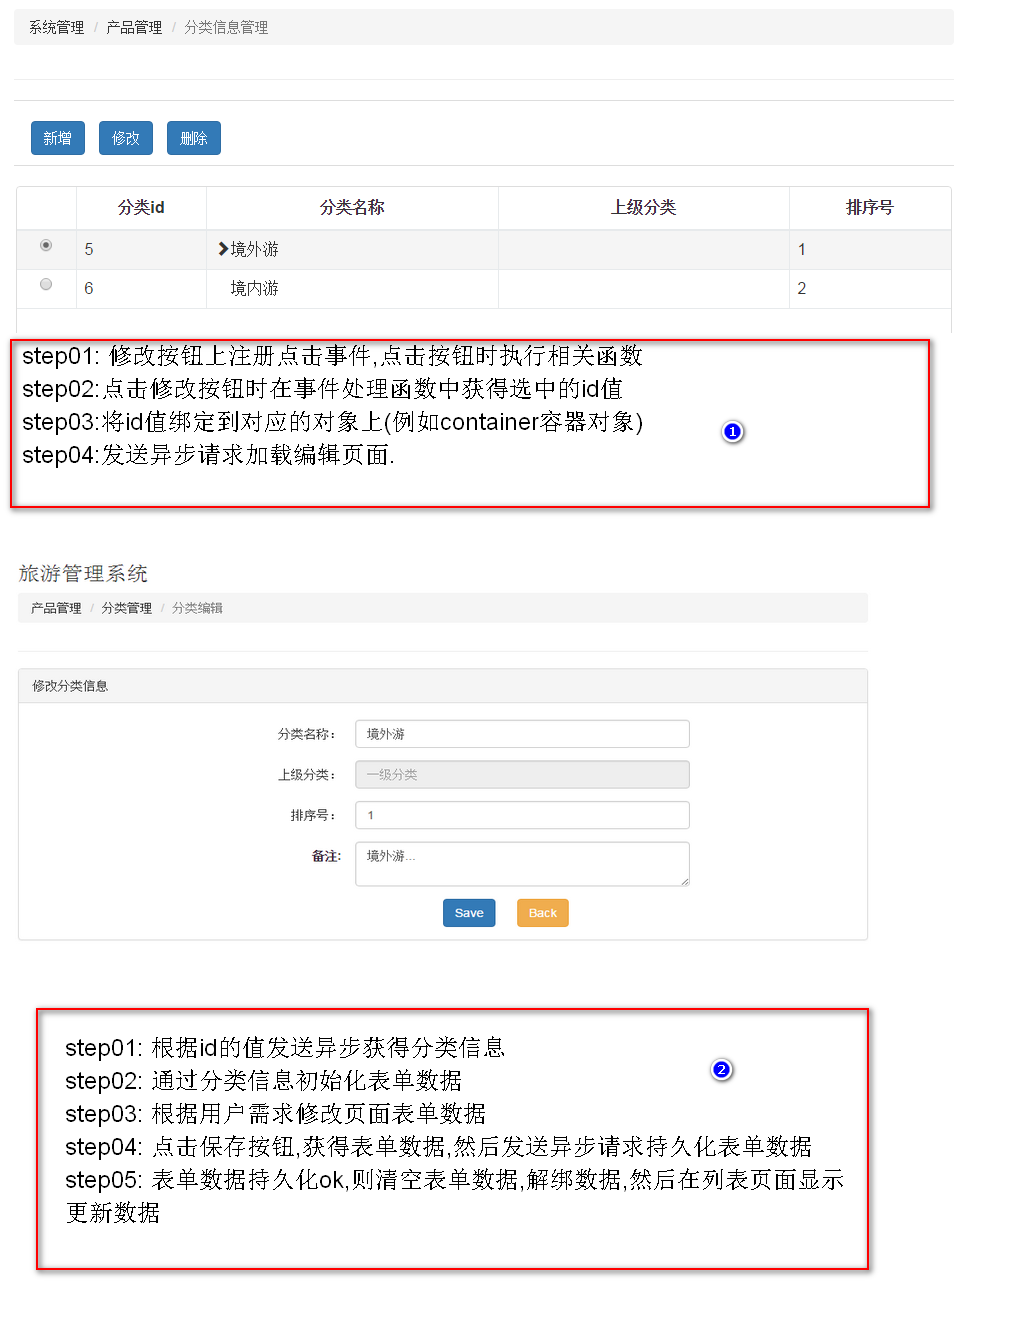 系统管理 / 产品管理 / 分类信息管理
新增 修改 删除
分类id 分类名称 上级分类 排序号
5 境外游 1
6 境内游 2
step01: 修改按钮上注册点击事件,点击按钮时执行相关函数
step02:点击修改按钮时在事件处理函数中获得选中的id值
step03:将id值绑定到对应的对象上(例如container容器对象)
1
step04:发送异步请求加载编辑页面.
旅游管理系统
产品管理 / 分类管理 / 分类编辑
修改分类信息
分类名称： 境外游
上级分类： 一级分类
排序号： 1
备注: 境外游...
Save Back
step01: 根据id的值发送异步获得分类信息
2
step02: 通过分类信息初始化表单数据
step03: 根据用户需求修改页面表单数据
step04: 点击保存按钮,获得表单数据,然后发送异步请求持久化表单数据
step05: 表单数据持久化ok,则清空表单数据,解绑数据,然后在列表页面显示
更新数据